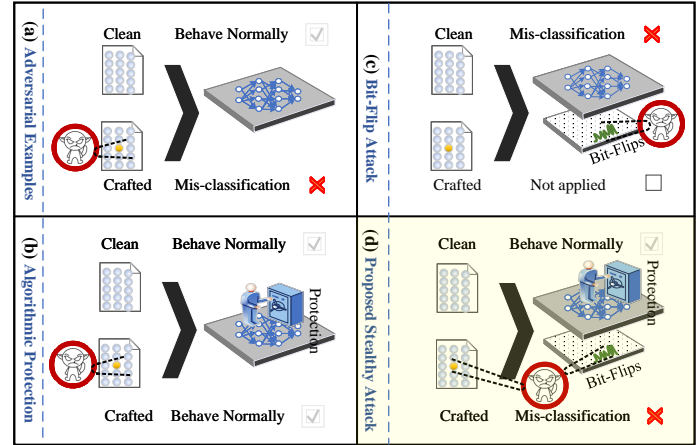 (a) Adversarial Examples
Clean
Behave Normally
Crafted
Mis-classification
(c) Bit-Flip Attack
Clean
Mis-classification
Bit-Flips
Crafted
Not applied
(b) Algorithmic Protection
Clean
Behave Normally
Protection
Crafted
Behave Normally
(d) Proposed Stealthy Attack
Clean
Behave Normally
Protection
Bit-Flips
Crafted
Mis-classification